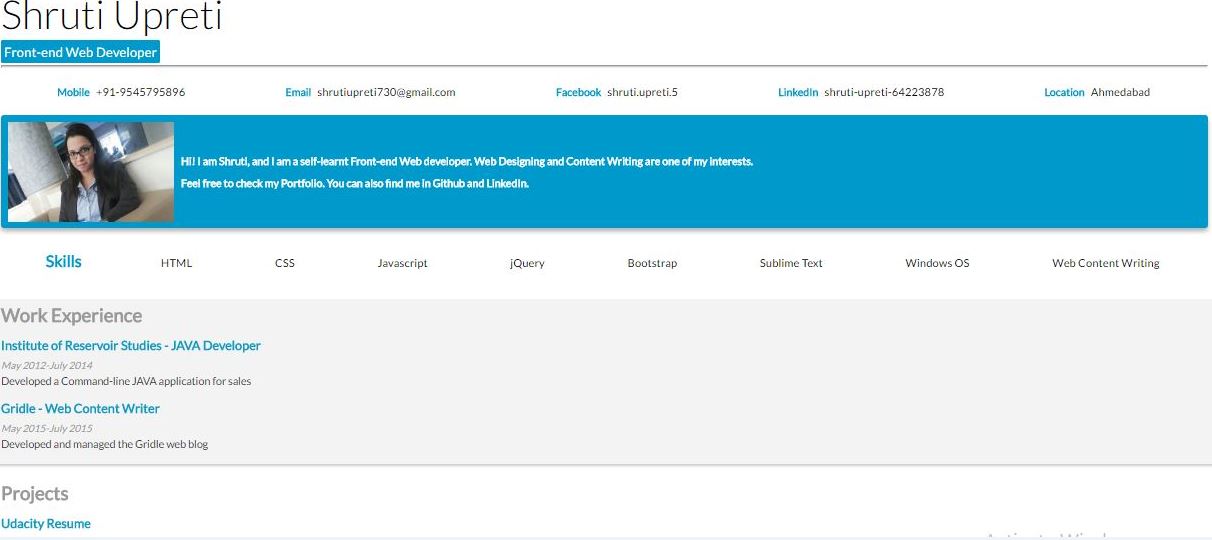 Shruti Upreti
Front-end Web Developer
Mobile +91-9545795896 Email shrutiupreti730@gmail.com Facebook shruti.upreti.5 LinkedIn shruti-upreti-64223878 Location Ahmedabad
Hi! I am Shruti, and I am a self-learnt Front-end Web developer. Web Designing and Content Writing are one of my interests.
Feel free to check my Portfolio. You can also find me in Github and LinkedIn.
Skills HTML CSS Javascript jQuery Bootstrap Sublime Text Windows OS Web Content Writing
Work Experience
Institute of Reservoir Studies - JAVA Developer
May 2012-July 2014
Developed a Command-line JAVA application for sales
Gridle - Web Content Writer
May 2015-July 2015
Developed and managed the Gridle web blog
Projects
Udacity Resume